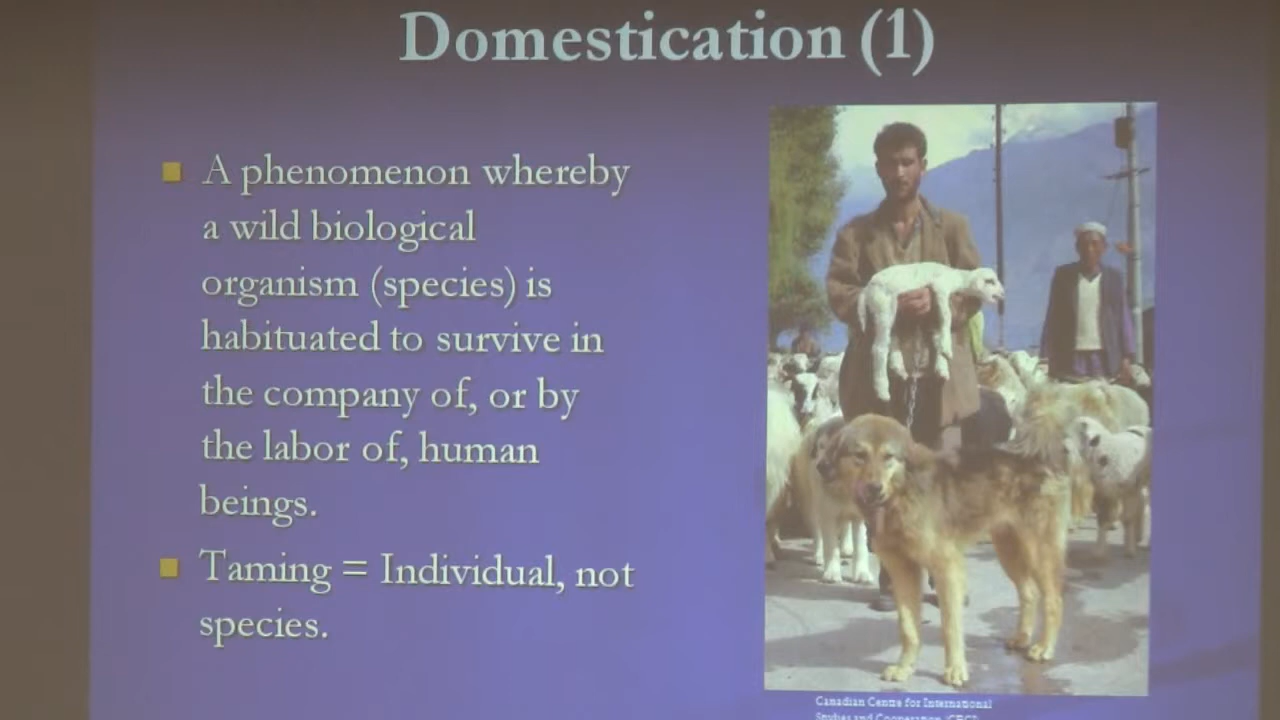 Domestication (1)
A phenomenon whereby
a wild biological
organism (species) is
habituated to survive in
the company of, or by
the labor of, human
beings.
Taming = Individual, not
species.
Canadian Centre for International
Studies and Cooperation (CECI)